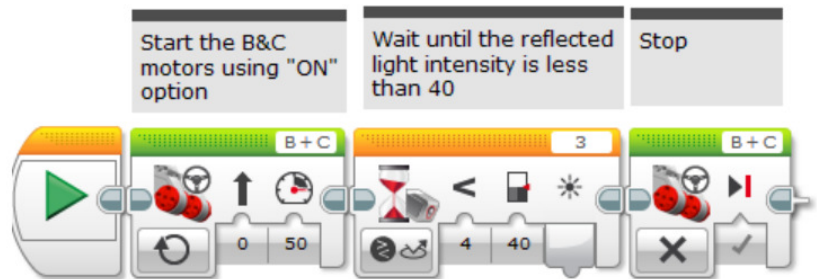 Start the B&C
motors using "ON"
option
Wait until the reflected
light intensity is less
than 40
Stop
B+C
0
50
3
<
4
40
B+C